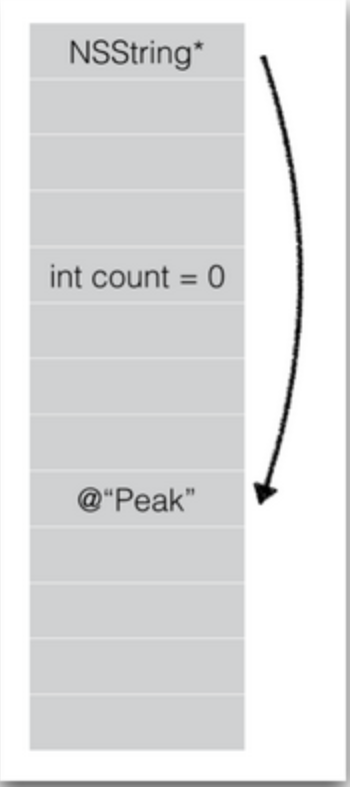 NSString*
int count = 0
@“Peak”